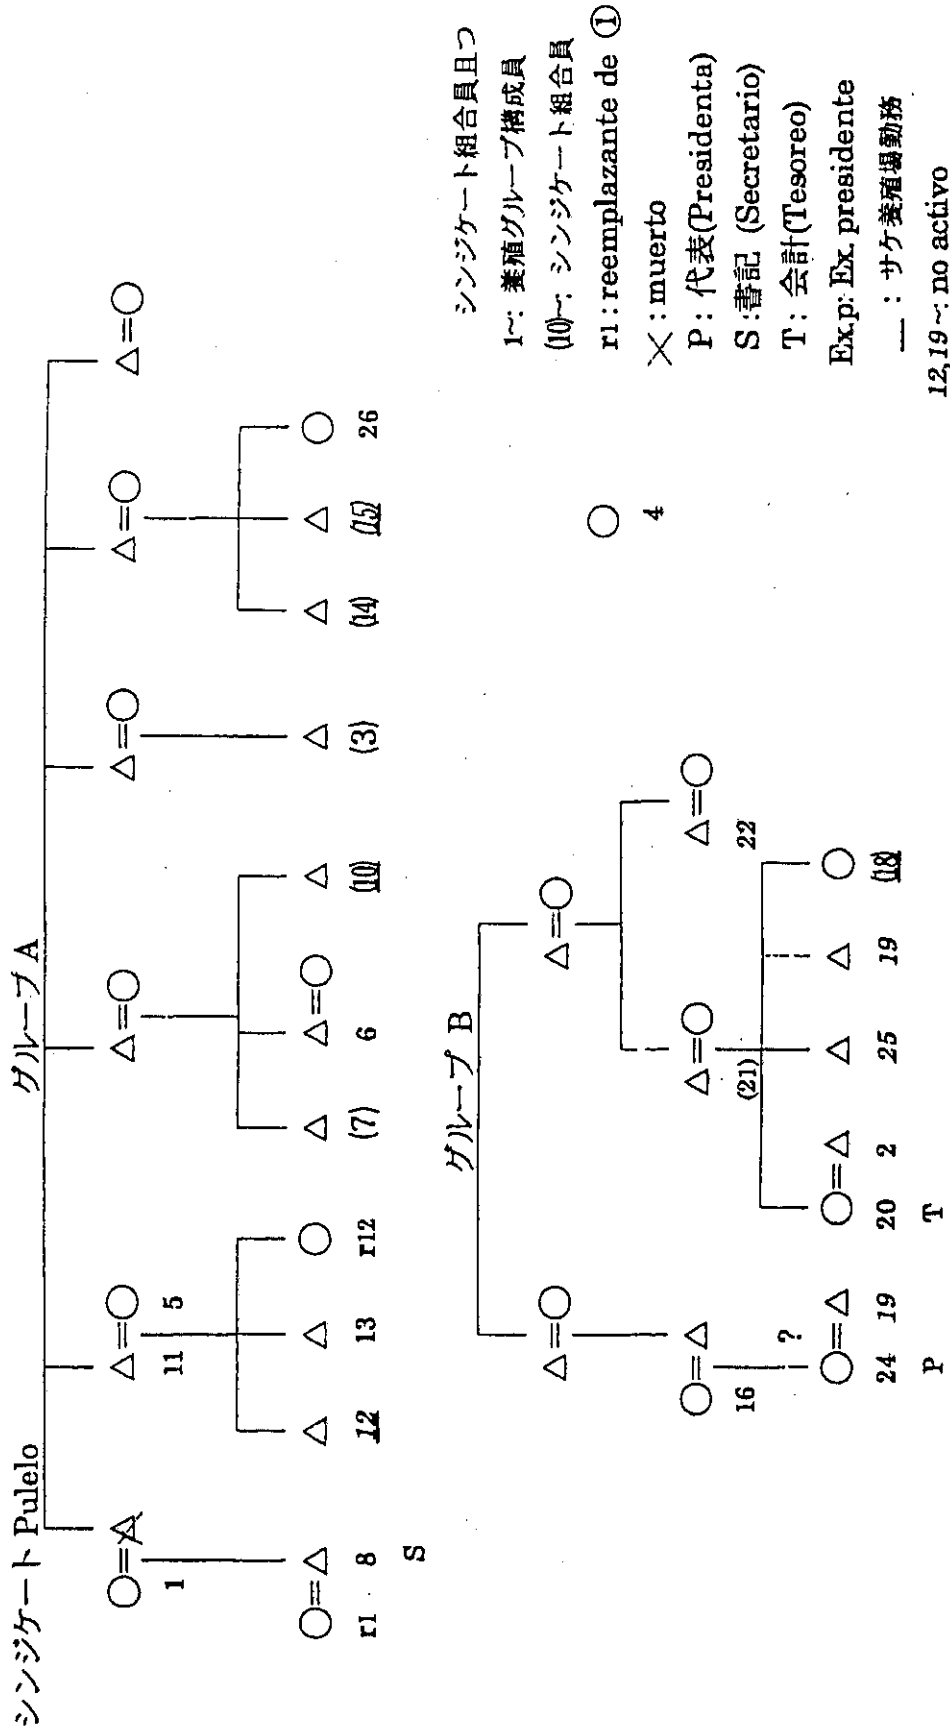 シンジケート Pulelo
グループ A
1
11 5
r1 8 12 13 r12 (7) 6 (10) (3) (14) (15) 26
S
グループ B
16 (21) 22
?
24 19 20 2 25 19 (18)
P T
4
シンジケート組合員且つ
1~: 養殖グループ構成員
(10)~: シンジケート組合員
r1 : reemplazante de ①
× : muerto
P : 代表(Presidenta)
S : 書記 (Secretario)
T : 会計(Tesoreo)
Ex.p: Ex. presidente
— : サケ養殖場勤務
12,19 ~: no activo